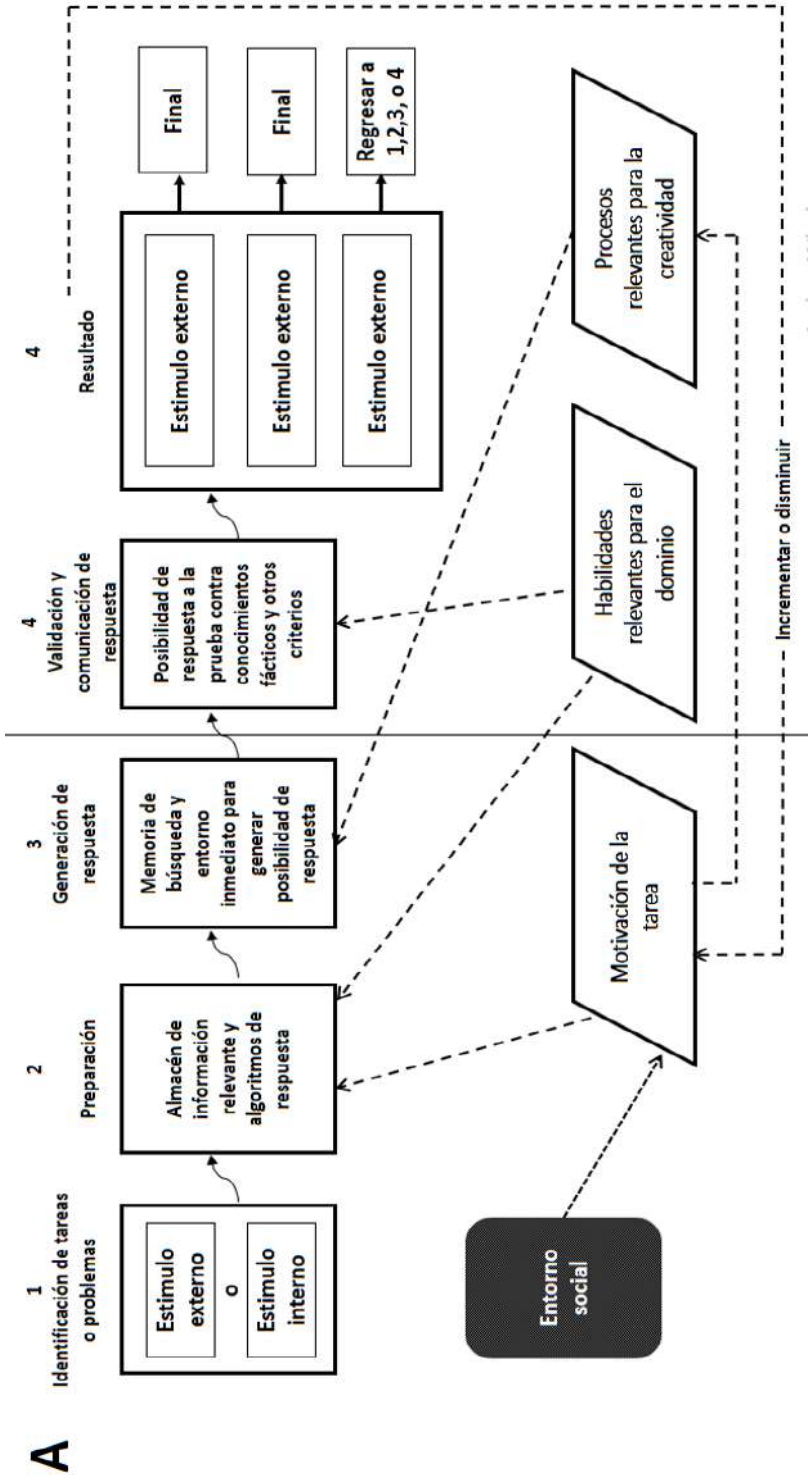 A
1
Identificación de tareas
o problemas
Estimulo
externo
o
Estimulo
interno
2
Preparación
Almacén de
información
relevante y
algoritmos de
respuesta
3
Generación de
respuesta
Memoria de
búsqueda y
entorno
inmediato para
generar
posibilidad de
respuesta
4
Validación y
comunicación de
respuesta
Posibilidad de
respuesta a la
prueba contra
conocimientos
fácticos y otros
criterios
4
Resultado
Estimulo externo
Estimulo externo
Estimulo externo
Final
Final
Regresar a
1,2,3, o 4
Entorno
social
Motivación de la
tarea
Habilidades
relevantes para el
dominio
Procesos
relevantes para la
creatividad
Incrementar o disminuir